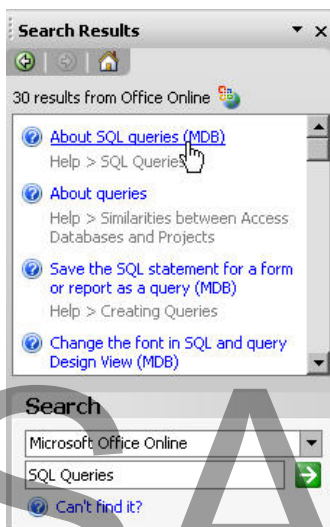 Search Results
30 results from Office Online
About SQL queries (MDB)
Help > SQL Queries
About queries
Help > Similarities between Access
Databases and Projects
Save the SQL statement for a form
or report as a query (MDB)
Help > Creating Queries
Change the font in SQL and query
Design View (MDB)
Search
Microsoft Office Online
SQL Queries
Can't find it?
SA